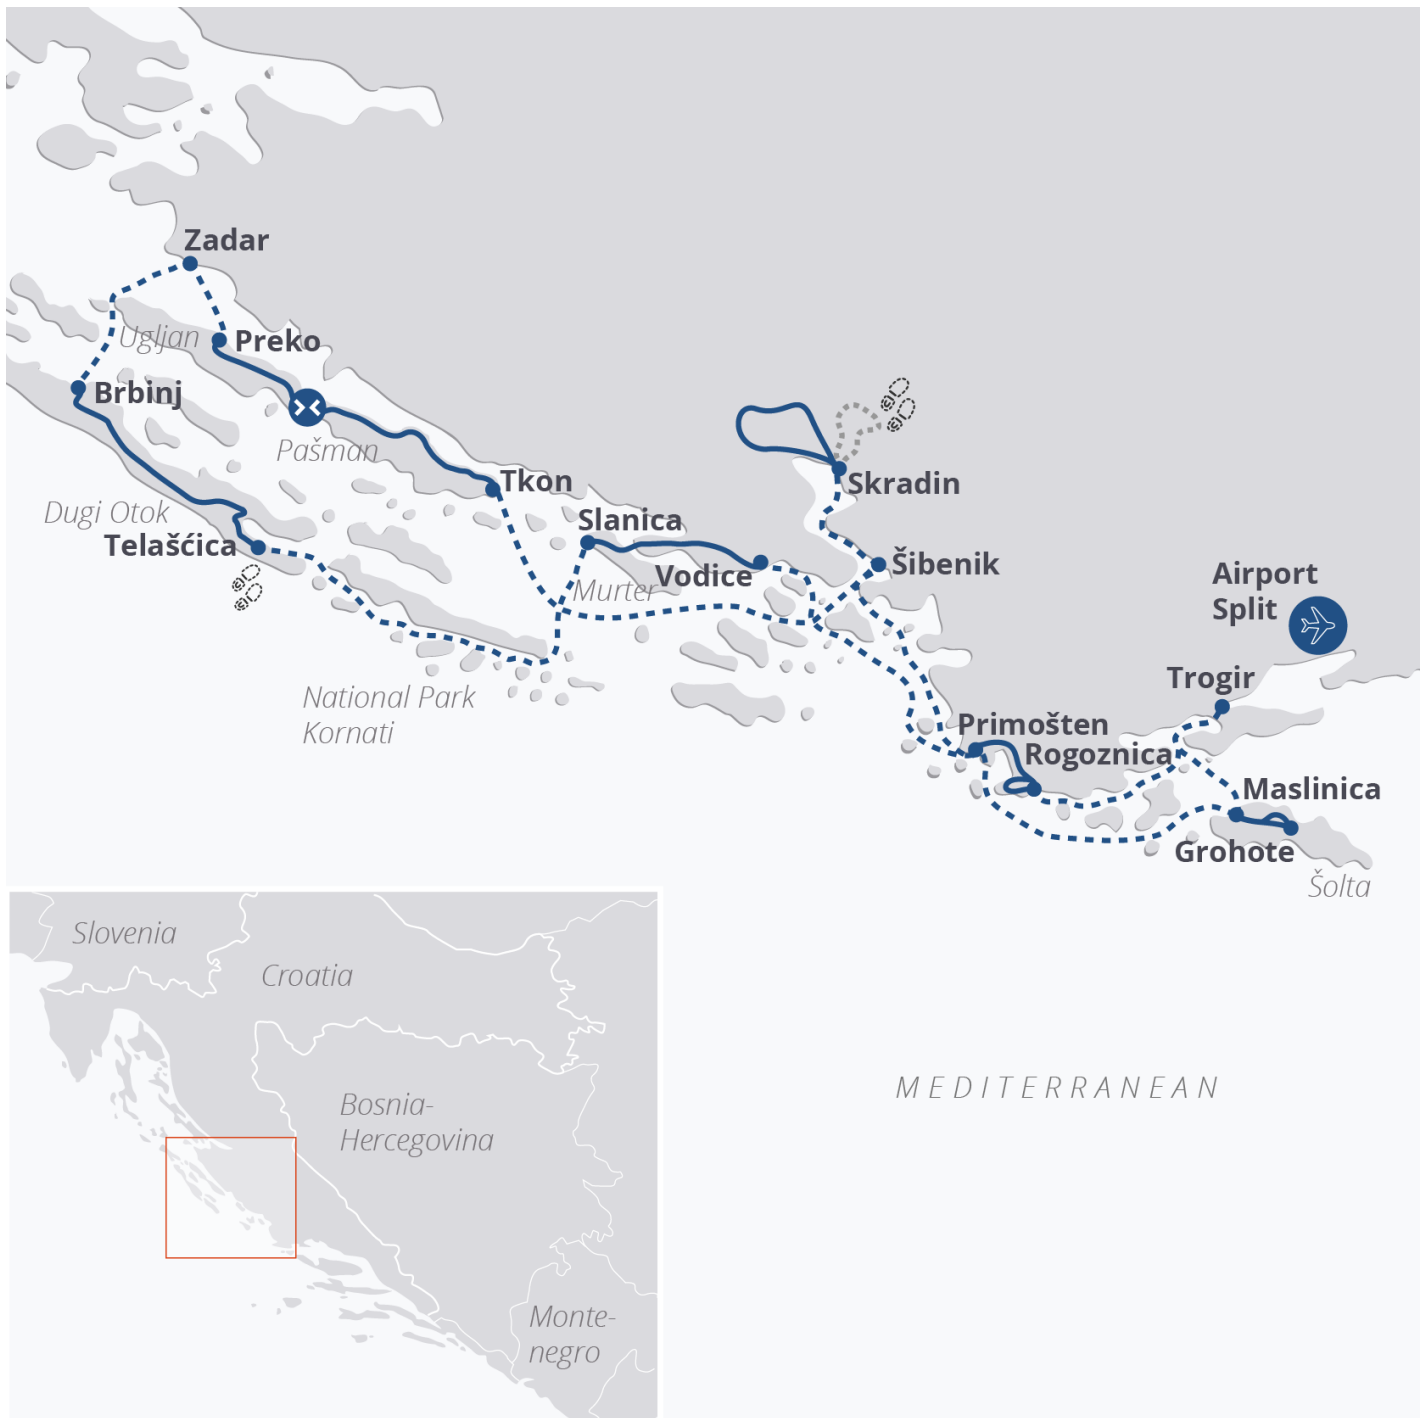 Zadar
Ugljan
Preko
Brbinj
Pašman
Tkon
Skradin
Dugi Otok
Slanica
Telašćica
Vodice
Šibenik
Murter
Airport
Split
Trogir
National Park
Kornati
Primošten
Rogoznica
Maslinica
Grohote
Šolta
Slovenia
Croatia
Bosnia-
Hercegovina
MEDITERRANEAN
Monte-
negro